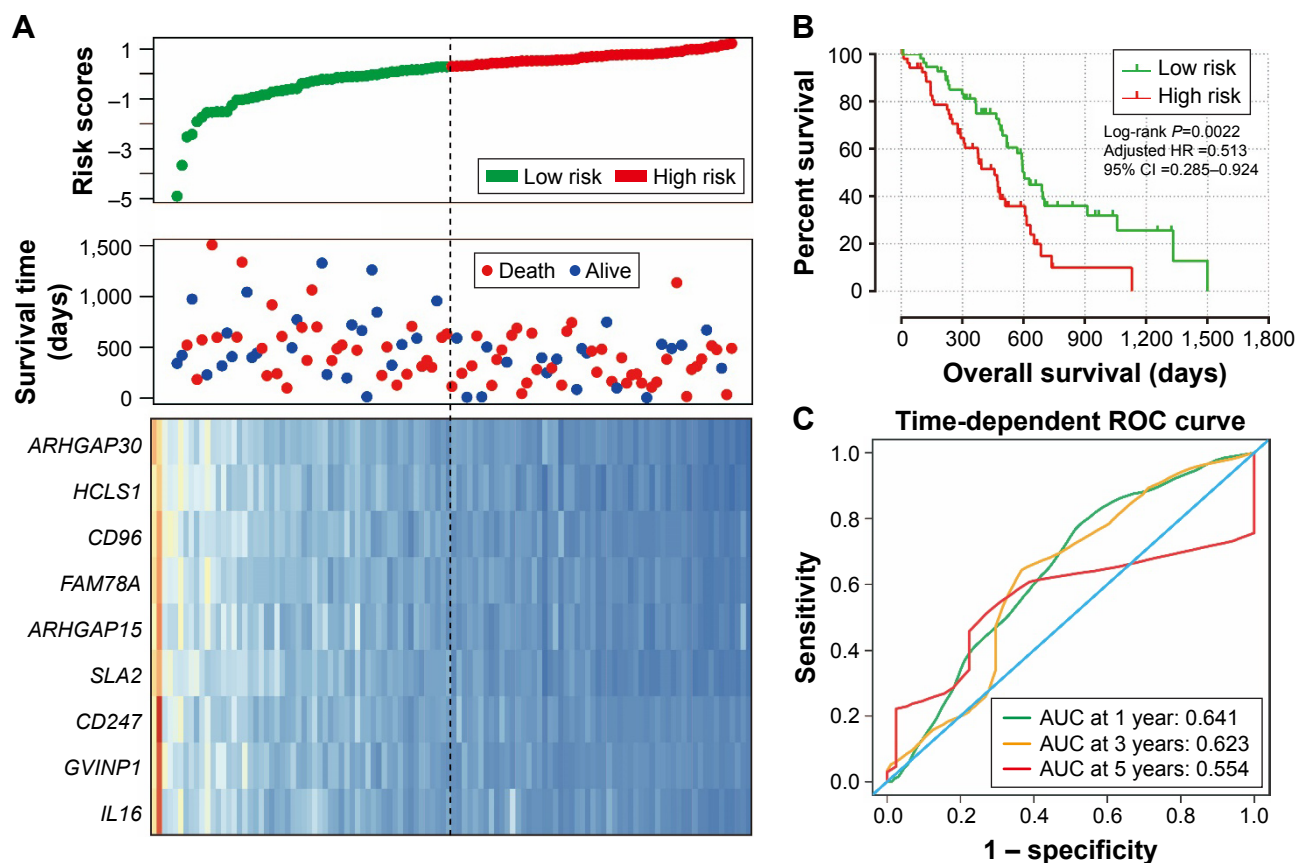 A
Risk scores
1
–1
–3
–5
Low risk
High risk
Survival time
(days)
1,500
1,000
500
0
Death
Alive
ARHGAP30
HCLS1
CD96
FAM78A
ARHGAP15
SLA2
CD247
GVINP1
IL16
B
Percent survival
100
80
60
40
20
0
Low risk
High risk
Log-rank P=0.0022
Adjusted HR =0.513
95% CI =0.285–0.924
0 300 600 900 1,200 1,500 1,800
Overall survival (days)
C
Time-dependent ROC curve
Sensitivity
1.0
0.8
0.6
0.4
0.2
0.0
AUC at 1 year: 0.641
AUC at 3 years: 0.623
AUC at 5 years: 0.554
0.0 0.2 0.4 0.6 0.8 1.0
1 – specificity